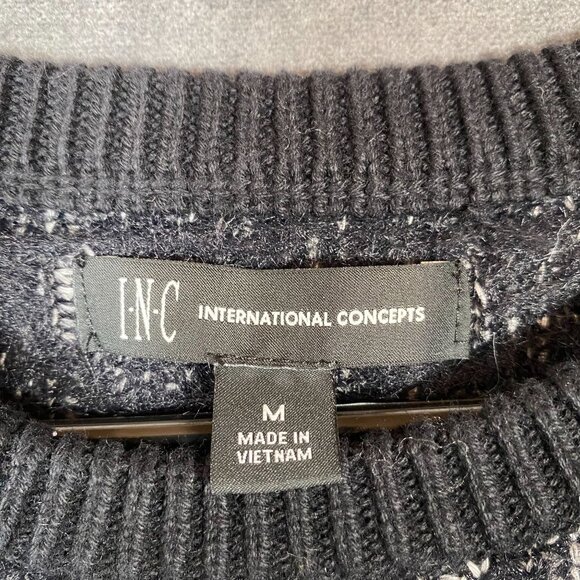 I·N·C INTERNATIONAL CONCEPTS
M
MADE IN
VIETNAM